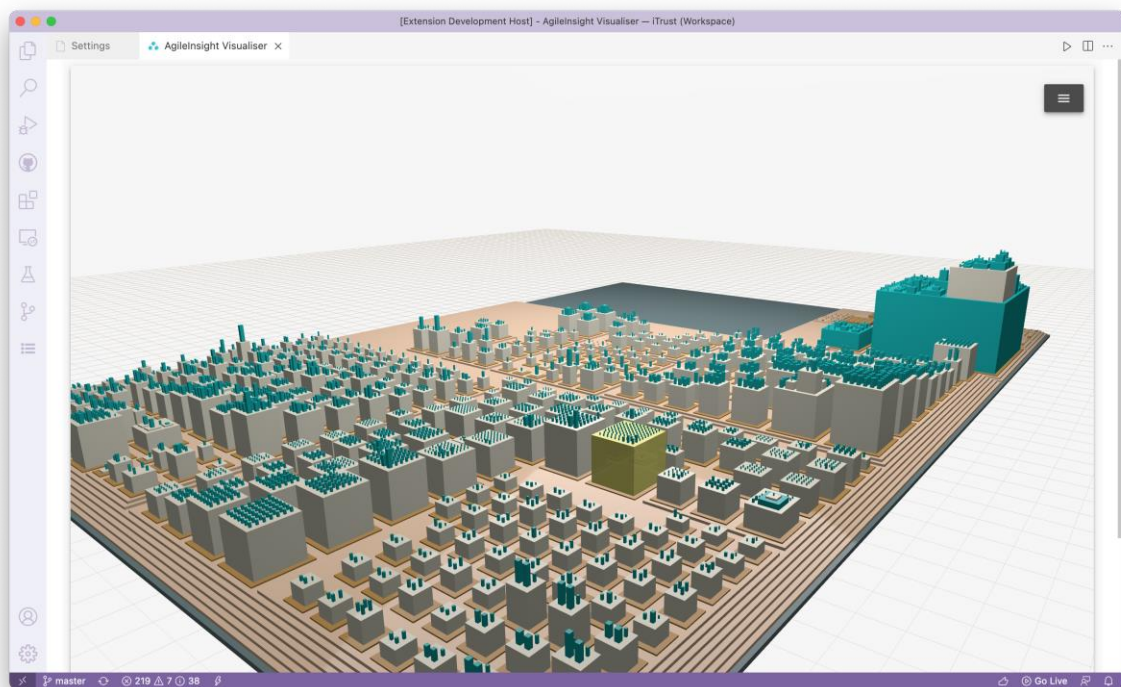 [Extension Development Host] - AgileInsight Visualiser — iTrust (Workspace)
Settings
AgileInsight Visualiser
master
219 7 38
Go Live